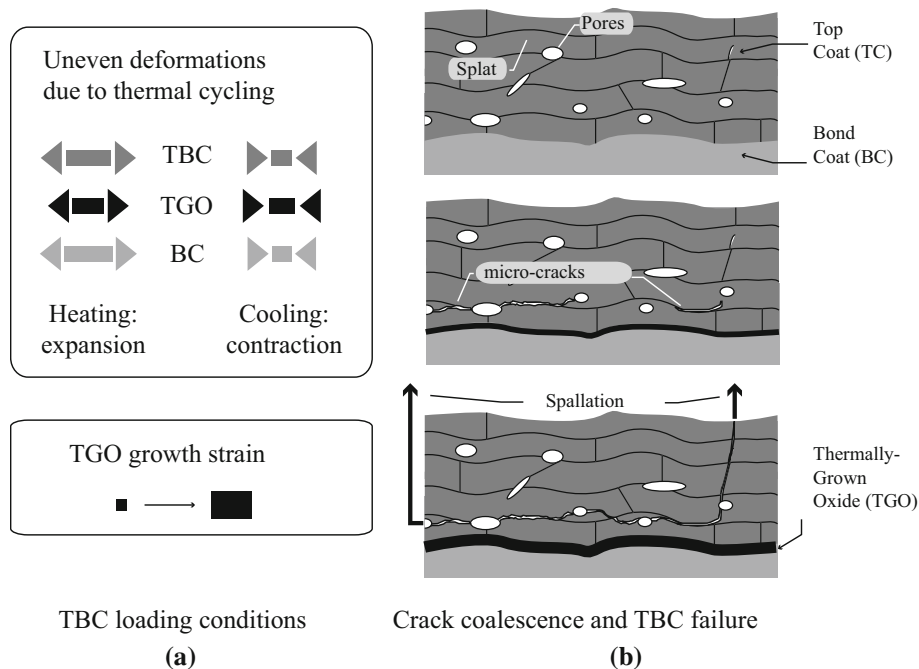 Uneven deformations
due to thermal cycling
TBC
TGO
BC
Heating:
expansion
Cooling:
contraction
TGO growth strain
TBC loading conditions
(a)
Pores
Splat
Top
Coat (TC)
Bond
Coat (BC)
micro-cracks
Spallation
Thermally-
Grown
Oxide (TGO)
Crack coalescence and TBC failure
(b)